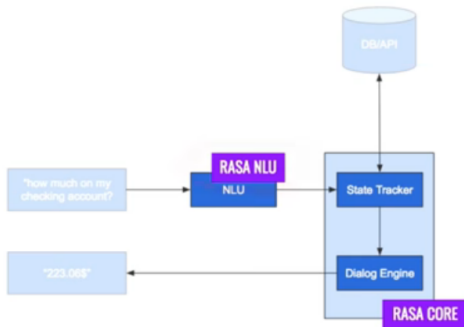 DB/API
RASA NLU
"how much on my
checking account?
NLU
State Tracker
"223.06$"
Dialog Engine
RASA CORE